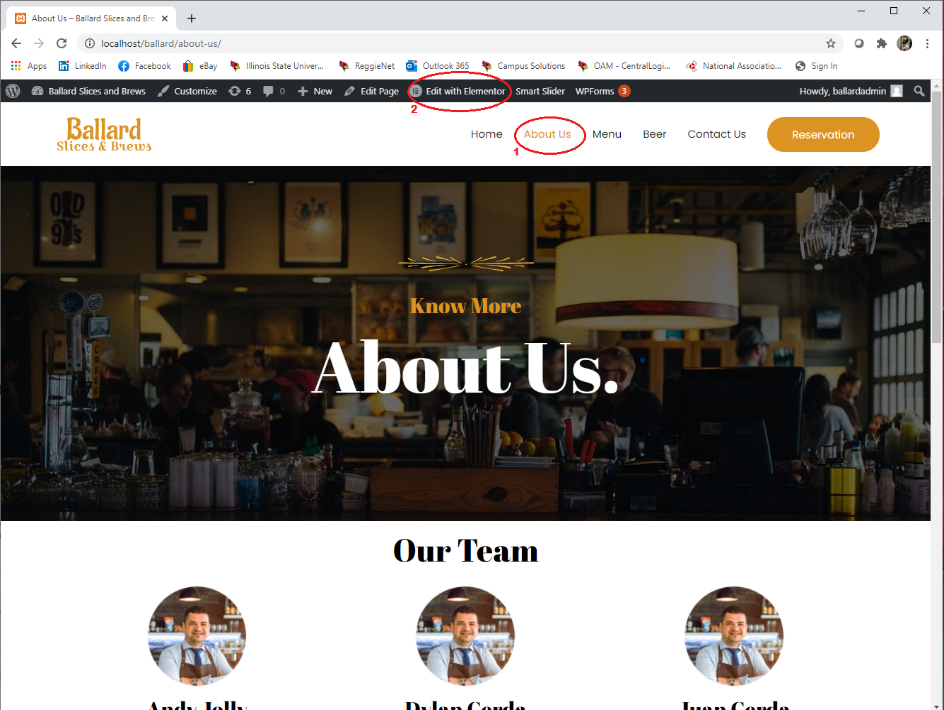 About Us – Ballard Slices and Bre
localhost/ballard/about-us/
Apps LinkedIn Facebook eBay Illinois State Univer... ReggieNet Outlook 365 Campus Solutions OAM - CentralLogi... National Associatio... Sign In
Ballard Slices and Brews Customize 6 0 New Edit Page Edit with Elementor Smart Slider WPForms 3 Howdy, ballardadmin
2
Ballard
Slices & Brews
Home About Us Menu Beer Contact Us Reservation
1
OLD
93's
Know More
About Us.
Our Team
Andy Jolly Dylan Cerda Juan Cerda